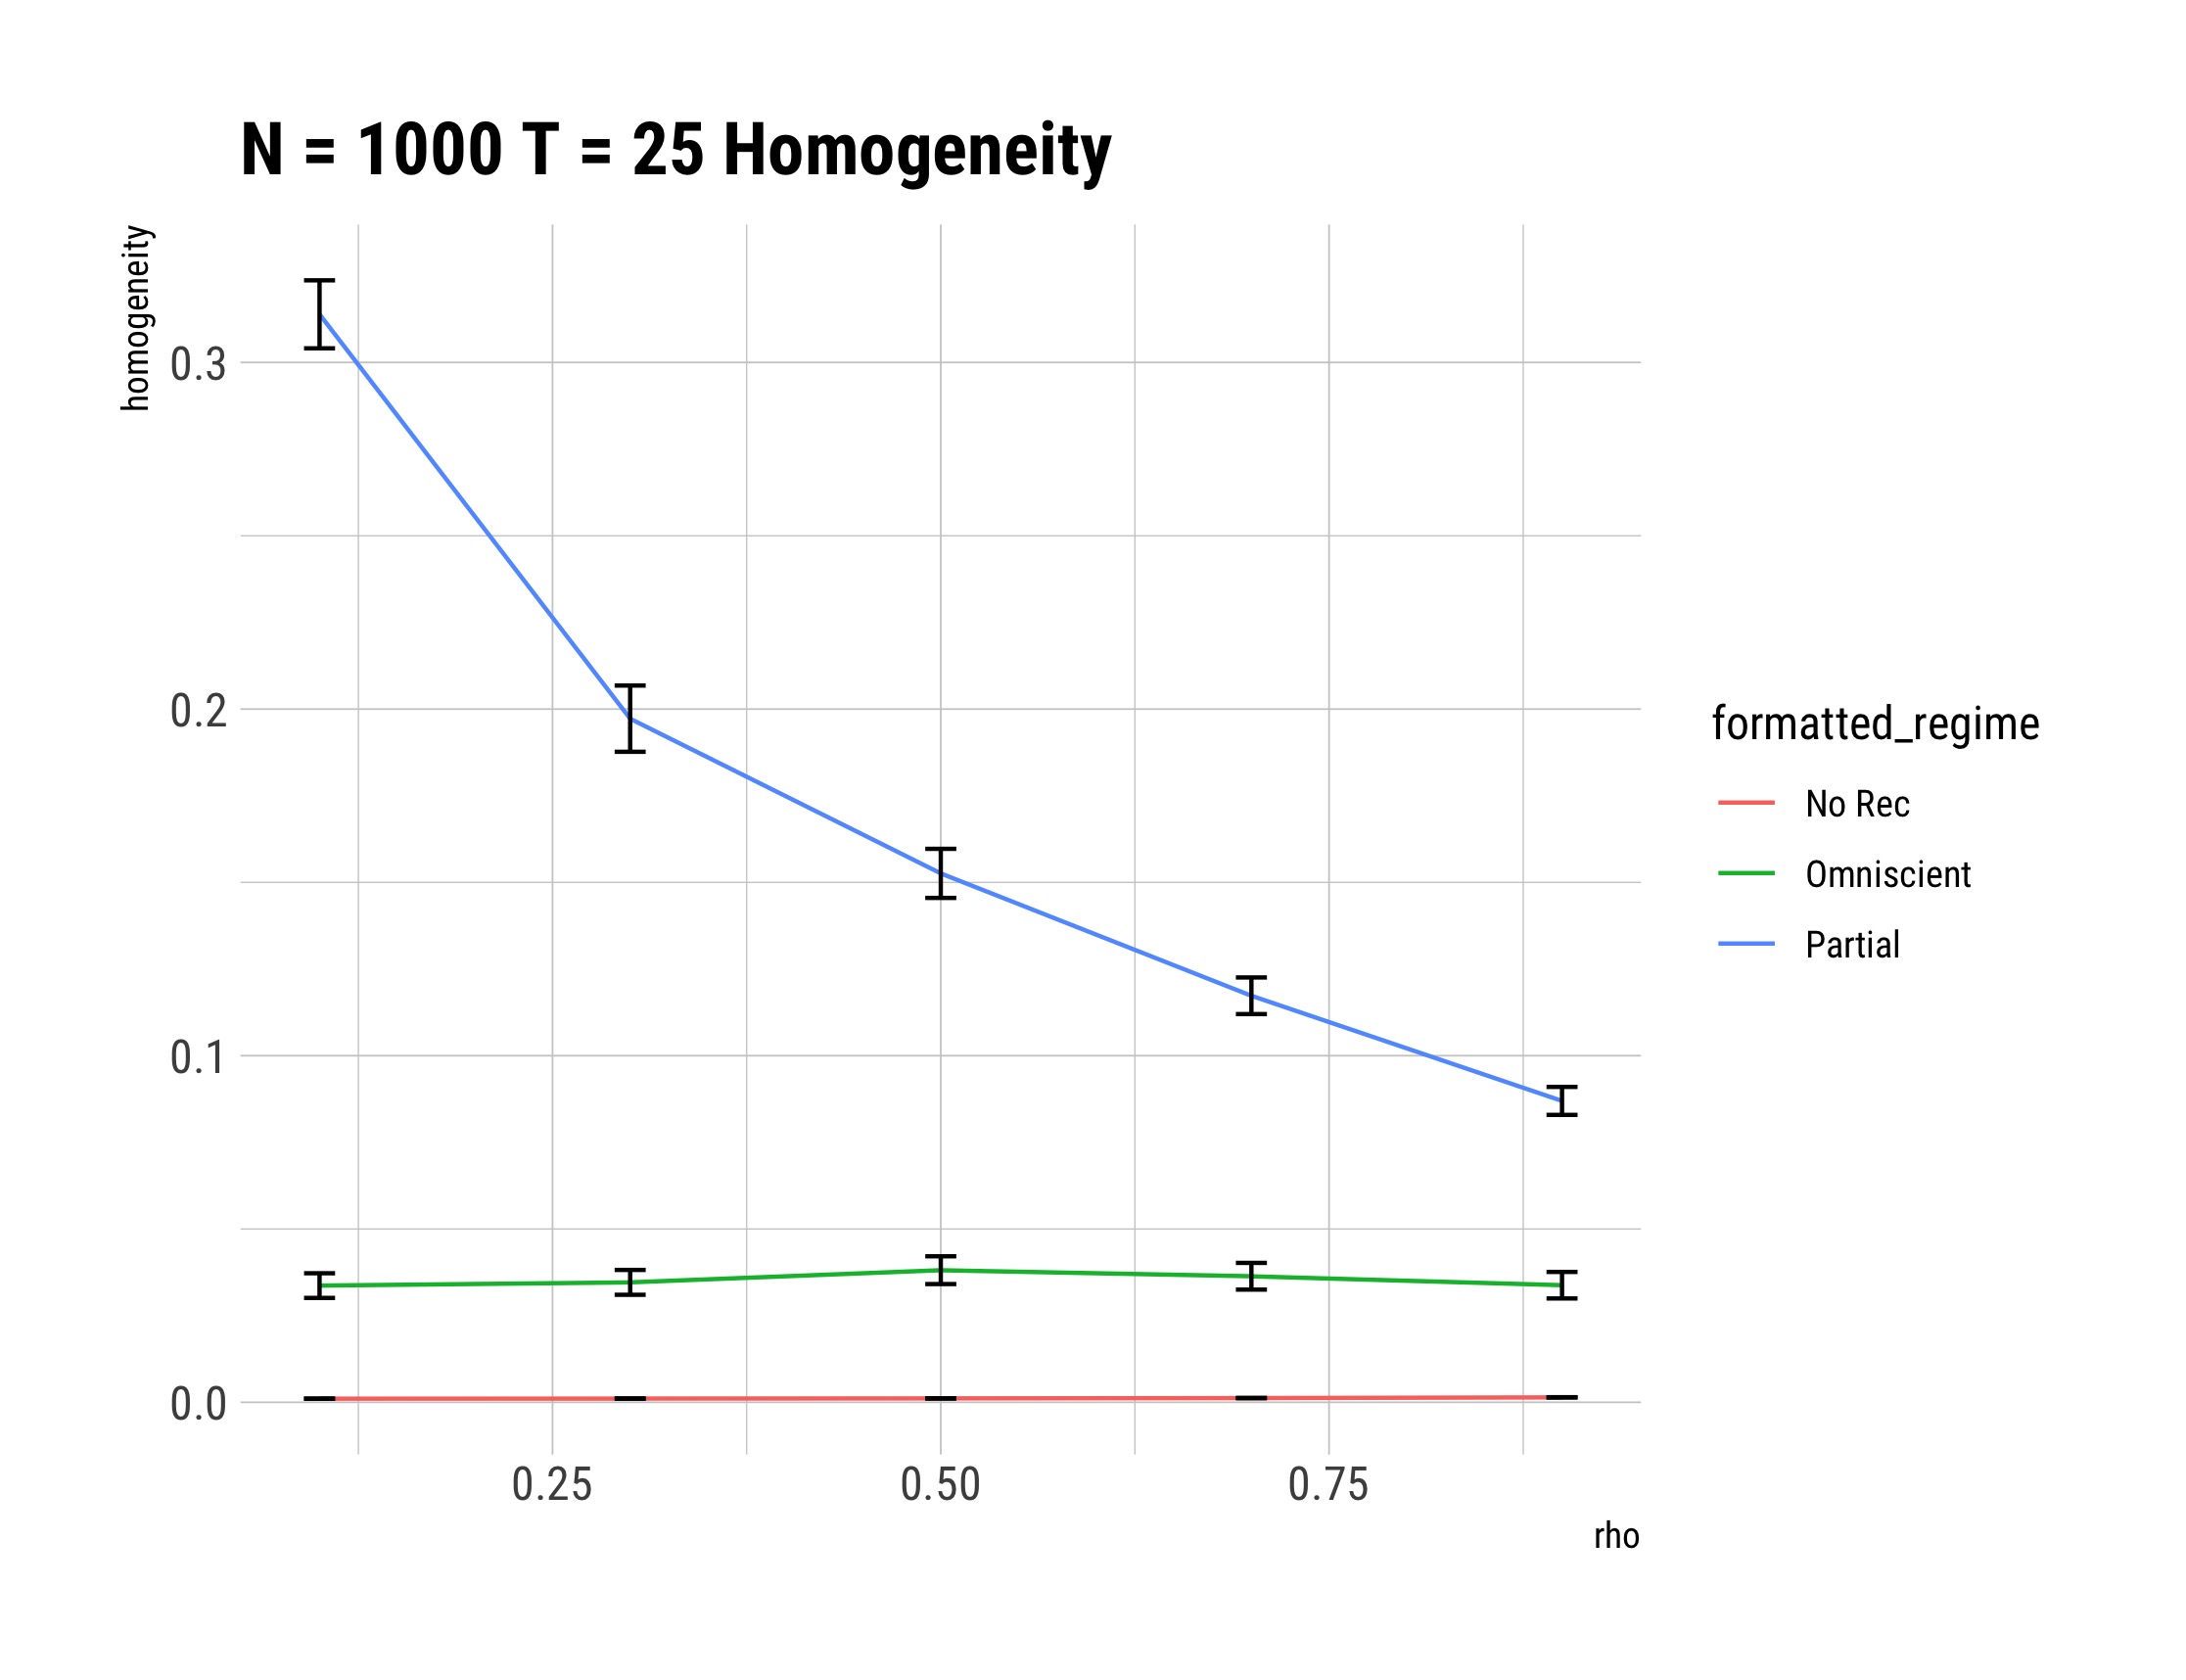 N = 1000 T = 25 Homogeneity
homogeneity
0.3
0.2
0.1
0.0
0.25 0.50 0.75
rho
formatted_regime
No Rec
Omniscient
Partial